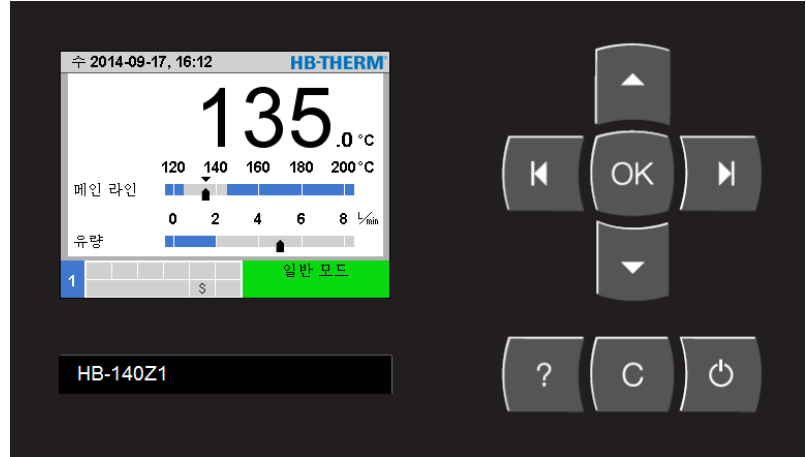 수 2014-09-17, 16:12 HB-THERM®
135.0 °C
120 140 160 180 200 °C
메인 라인
0 2 4 6 8 L/min
유량
1 일반 모드
S
HB-140Z1
OK
? C